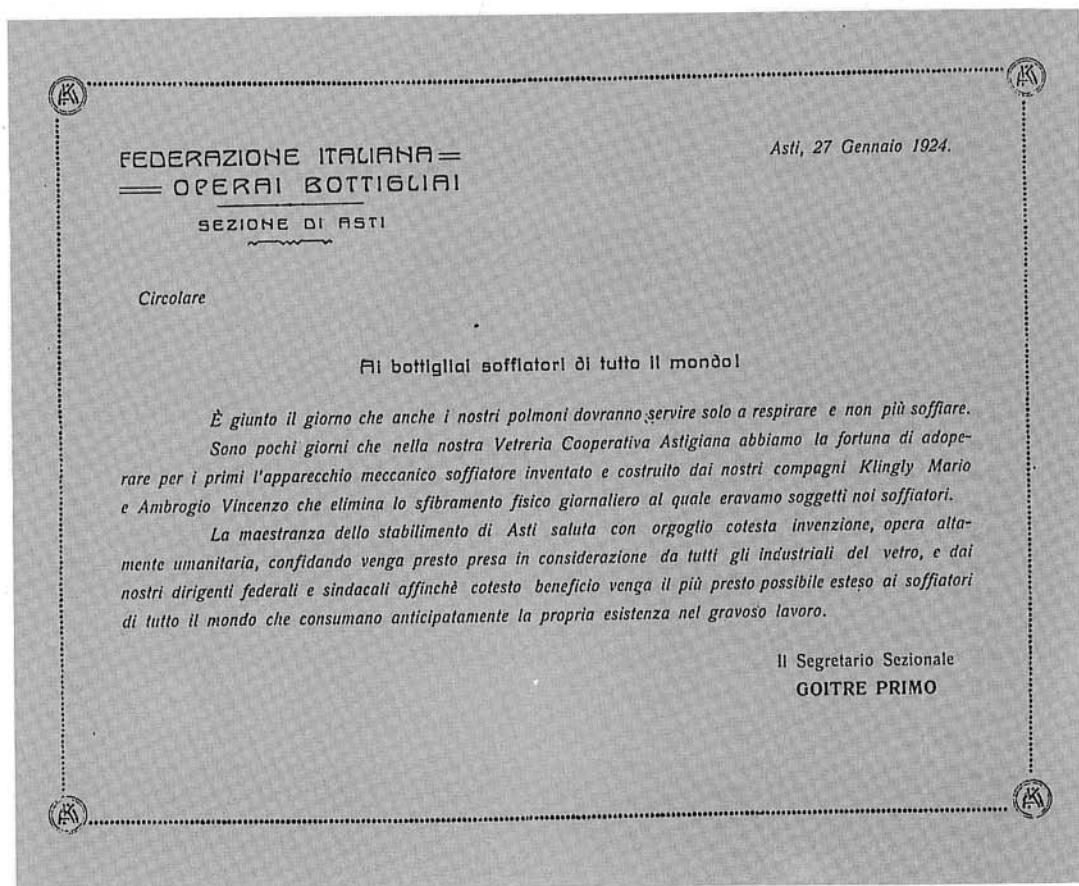 FEDERAZIONE ITALIANA
OPERAI BOTTIGLIAI
SEZIONE DI ASTI
Asti, 27 Gennaio 1924.
Circolare
Ai bottigliai soffiatori di tutto il mondo!
È giunto il giorno che anche i nostri polmoni dovranno servire solo a respirare e non più soffiare.
Sono pochi giorni che nella nostra Vetreria Cooperativa Astigiana abbiamo la fortuna di adope-
rare per i primi l'apparecchio meccanico soffiatore inventato e costruito dai nostri compagni Klingly Mario
e Ambrogio Vincenzo che elimina lo sfibramento fisico giornaliero al quale eravamo soggetti noi soffiatori.
La maestranza dello stabilimento di Asti saluta con orgoglio cotesta invenzione, opera alta-
mente umanitaria, confidando venga presto presa in considerazione da tutti gli industriali del vetro, e dai
nostri dirigenti federali e sindacali affinchè cotesto beneficio venga il più presto possibile esteso ai soffiatori
di tutto il mondo che consumano anticipatamente la propria esistenza nel gravoso lavoro.
Il Segretario Sezionale
GOITRE PRIMO